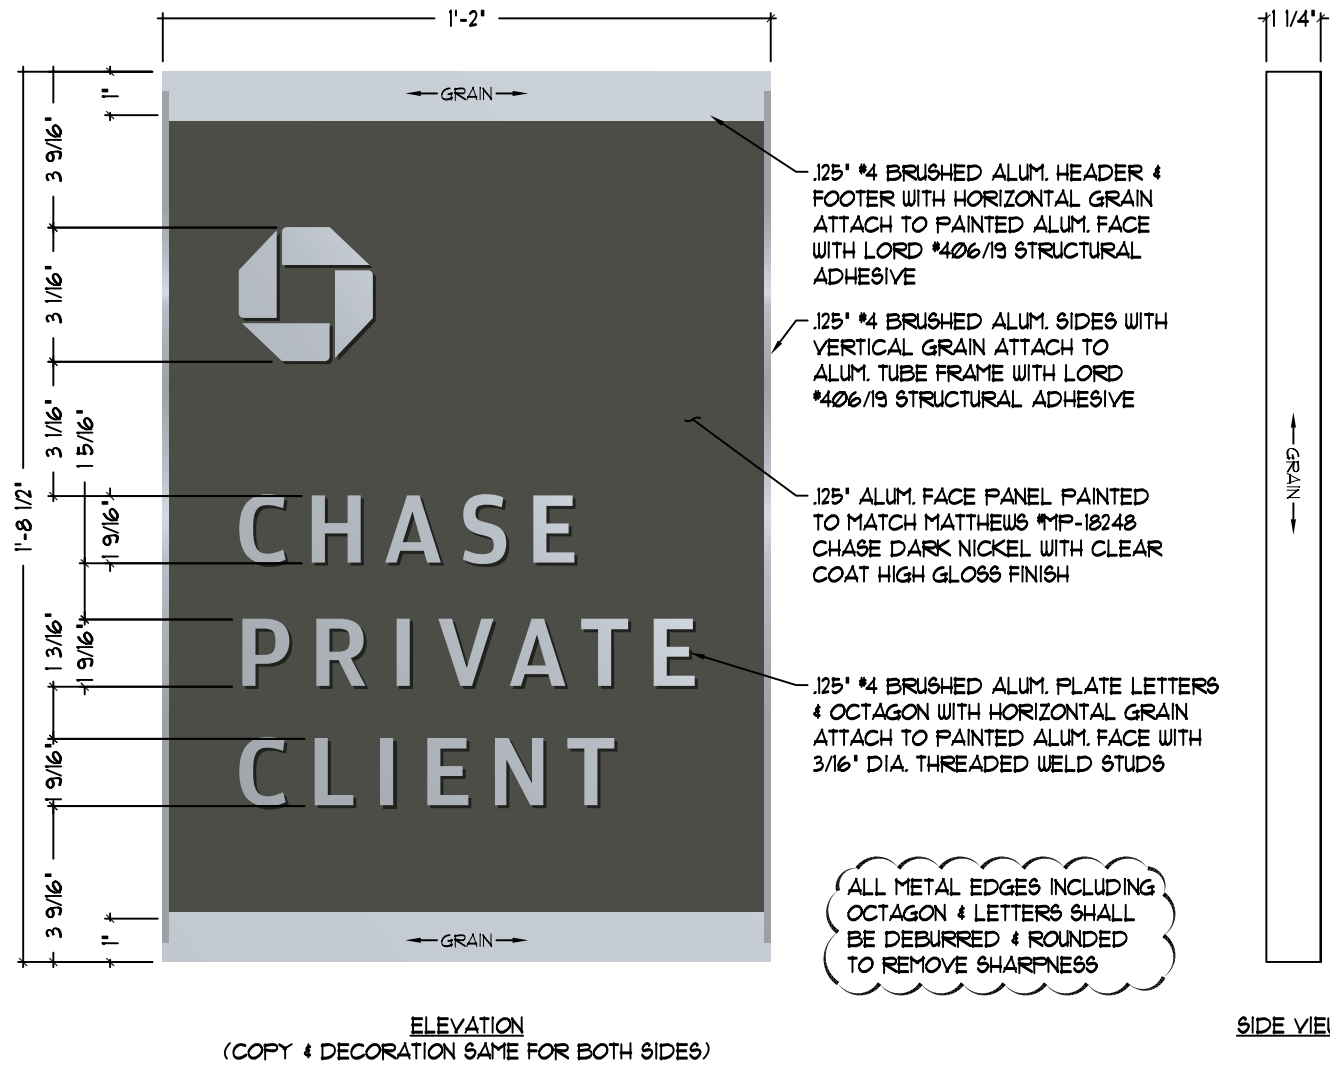 1'-2"
1 1/4"
GRAIN
1"
3 9/16"
3 1/16"
3 1/16"
1 5/16"
1 9/16"
1'-8 1/2"
1 3/16"
1 9/16"
1 9/16"
3 9/16"
1"
CHASE
PRIVATE
CLIENT
GRAIN
.125" #4 BRUSHED ALUM. HEADER &
FOOTER WITH HORIZONTAL GRAIN
ATTACH TO PAINTED ALUM. FACE
WITH LORD #406/19 STRUCTURAL
ADHESIVE
.125" #4 BRUSHED ALUM. SIDES WITH
VERTICAL GRAIN ATTACH TO
ALUM. TUBE FRAME WITH LORD
#406/19 STRUCTURAL ADHESIVE
.125" ALUM. FACE PANEL PAINTED
TO MATCH MATTHEWS #MP-18248
CHASE DARK NICKEL WITH CLEAR
COAT HIGH GLOSS FINISH
.125" #4 BRUSHED ALUM. PLATE LETTERS
& OCTAGON WITH HORIZONTAL GRAIN
ATTACH TO PAINTED ALUM. FACE WITH
3/16" DIA. THREADED WELD STUDS
ALL METAL EDGES INCLUDING
OCTAGON & LETTERS SHALL
BE DEBURRED & ROUNDED
TO REMOVE SHARPNESS
GRAIN
ELEVATION
(COPY & DECORATION SAME FOR BOTH SIDES)
SIDE